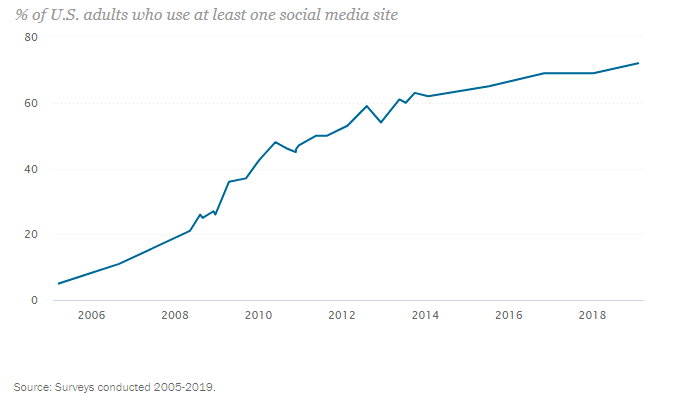 % of U.S. adults who use at least one social media site
80
60
40
20
0
2006 2008 2010 2012 2014 2016 2018
Source: Surveys conducted 2005-2019.